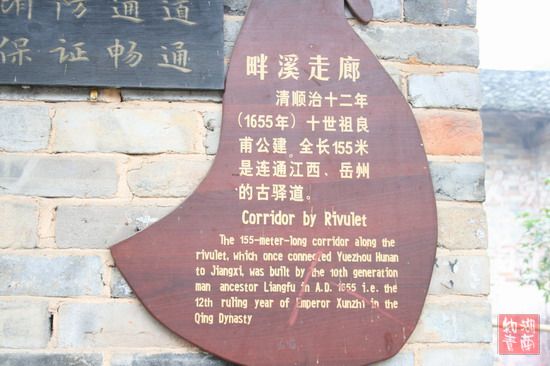 消防通道
保证畅通
畔溪走廊
清顺治十二年
(1655年)十世祖良
甫公建。全长155米
是连通江西、岳州
的古驿道。
Corridor by Rivulet
The 155-meter-long corridor along the
rivulet, which once connected Yuezhou Hunan
to Jiangxi, was built by the 10th generation
man ancestor Liangfu in A.D. 1655 i.e. the
12th ruling year of Emperor Xunzhi in the
Qing Dynasty